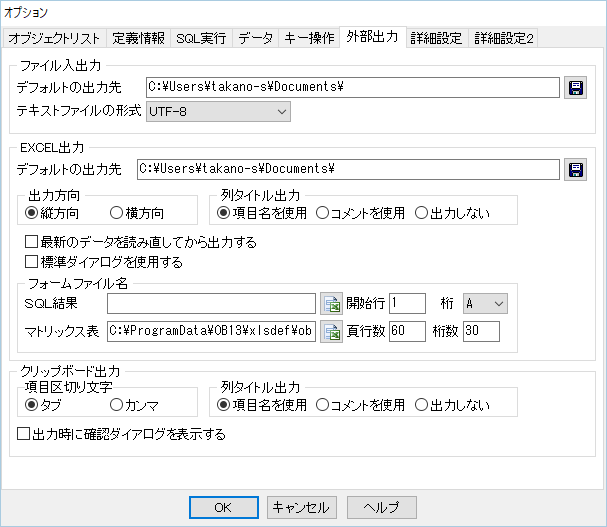 オプション
オブジェクトリスト 定義情報 SQL実行 データ キー操作 外部出力 詳細設定 詳細設定2
ファイル入出力
デフォルトの出力先 C:¥Users¥takano-s¥Documents¥
テキストファイルの形式 UTF-8
EXCEL出力
デフォルトの出力先 C:¥Users¥takano-s¥Documents¥
出力方向 列タイトル出力
縦方向 横方向 項目名を使用 コメントを使用 出力しない
最新のデータを読み直してから出力する
標準ダイアログを使用する
フォームファイル名
SQL結果 開始行 1 桁 A
マトリックス表 C:¥ProgramData¥OB13¥xlsdef¥ob 頁行数 60 桁数 30
クリップボード出力
項目区切り文字 列タイトル出力
タブ カンマ 項目名を使用 コメントを使用 出力しない
出力時に確認ダイアログを表示する
OK キャンセル ヘルプ